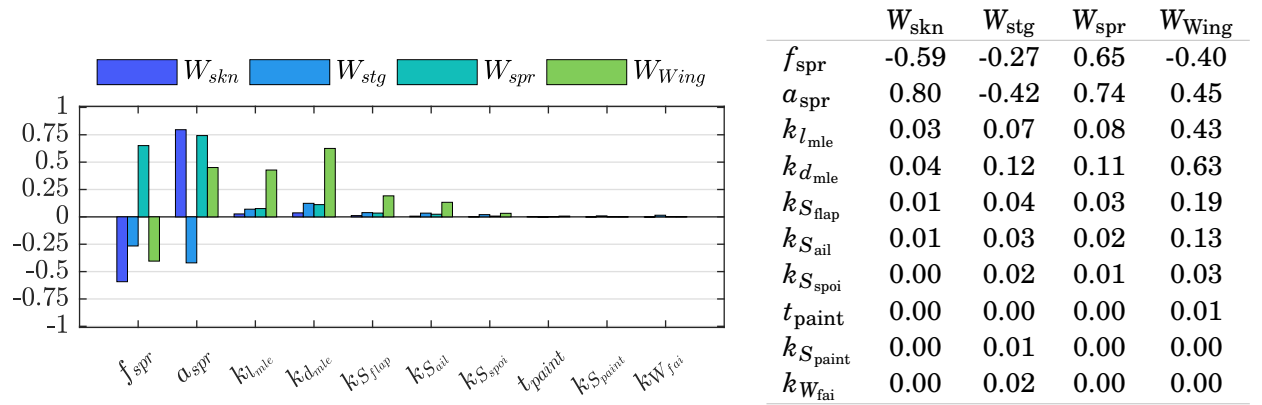 W_skn W_stg W_spr W_Wing
1
0.75
0.5
0.25
0
-0.25
-0.5
-0.75
-1
f_spr a_spr k_l_mle k_d_mle k_S_flap k_S_ail k_S_spoi t_paint k_S_paint k_W_fai
W_skn W_stg W_spr W_Wing
f_spr -0.59 -0.27 0.65 -0.40
a_spr 0.80 -0.42 0.74 0.45
k_l_mle 0.03 0.07 0.08 0.43
k_d_mle 0.04 0.12 0.11 0.63
k_S_flap 0.01 0.04 0.03 0.19
k_S_ail 0.01 0.03 0.02 0.13
k_S_spoi 0.00 0.02 0.01 0.03
t_paint 0.00 0.00 0.00 0.01
k_S_paint 0.00 0.01 0.00 0.00
k_W_fai 0.00 0.02 0.00 0.00